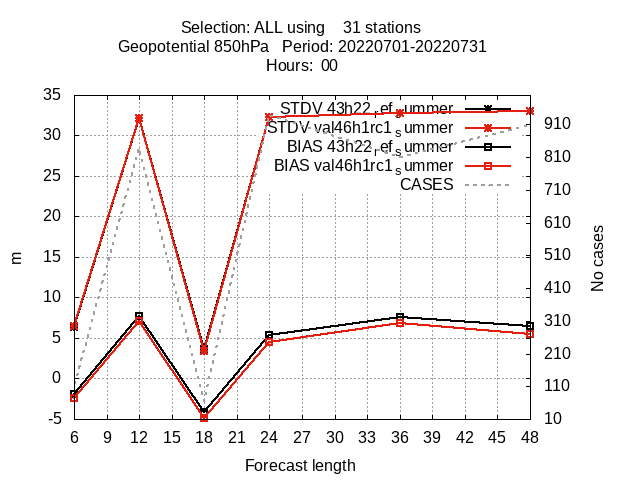 Selection: ALL using    31 stations
Geopotential 850hPa   Period: 20220701-20220731
Hours:  00
35
30
25
20
15
10
5
0
-5
m
STDV 43h22_ref_summer
STDV val46h1rc1_summer
BIAS 43h22_ref_summer
BIAS val46h1rc1_summer
CASES
910
810
710
610
510
410
310
210
110
10
No cases
6 9 12 15 18 21 24 27 30 33 36 39 42 45 48
Forecast length